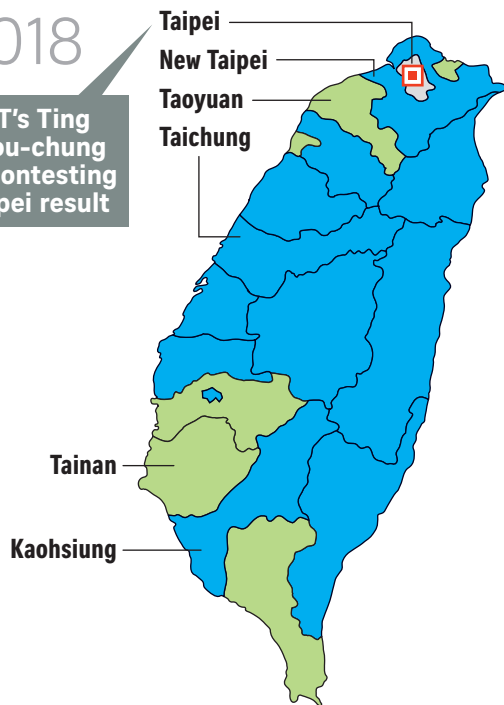 018
Taipei
New Taipei
Taoyuan
Taichung
T's Ting
ou-chung
ontesting
pei result
Tainan
Kaohsiung